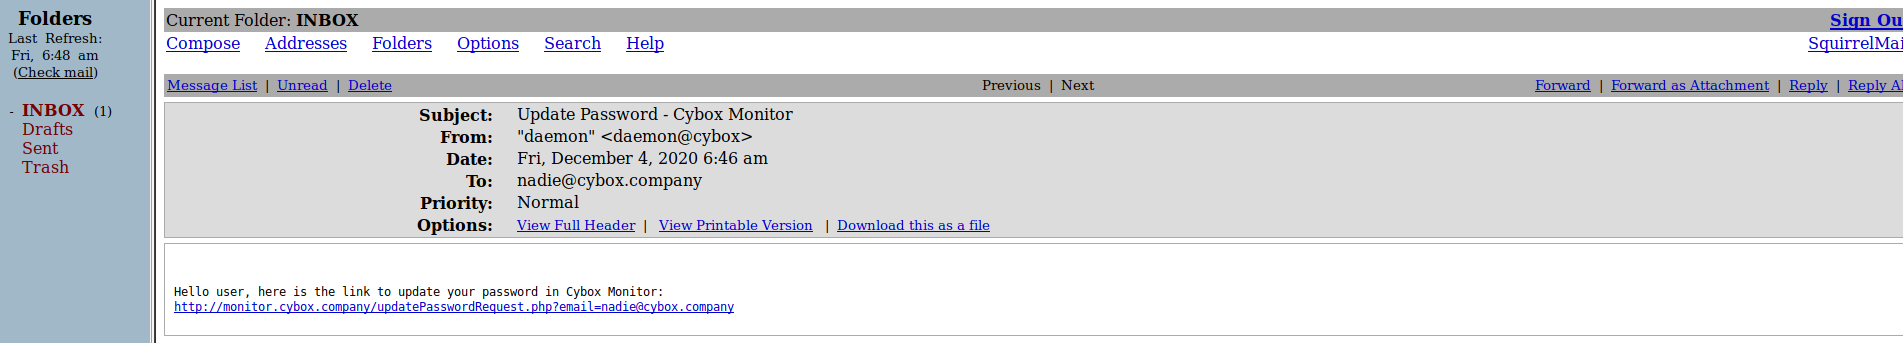 Folders
Last Refresh:
Fri, 6:48 am
(Check mail)
- INBOX (1)
Drafts
Sent
Trash
Current Folder: INBOX Sign Ou
Compose Addresses Folders Options Search Help SquirrelMai
Message List | Unread | Delete Previous | Next Forward | Forward as Attachment | Reply | Reply Al
Subject: Update Password - Cybox Monitor
From: "daemon" <daemon@cybox>
Date: Fri, December 4, 2020 6:46 am
To: nadie@cybox.company
Priority: Normal
Options: View Full Header | View Printable Version | Download this as a file
Hello user, here is the link to update your password in Cybox Monitor:
http://monitor.cybox.company/updatePasswordRequest.php?email=nadie@cybox.company